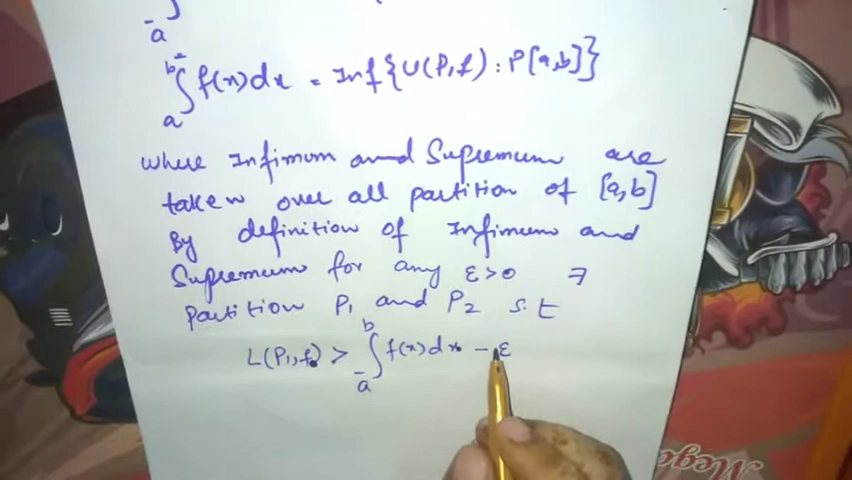 ∫
a
b
∫ f(x)dx = Inf{U(P,f) : P[a,b]}
a
where Infimum and Supremum are
taken over all partition of [a,b]
By definition of Infimum and
Supremum for any ε>0 ∃
Partition P₁ and P₂ s.t
b
L(P₁,f) > ∫ f(x)dx - ε
a
Mega